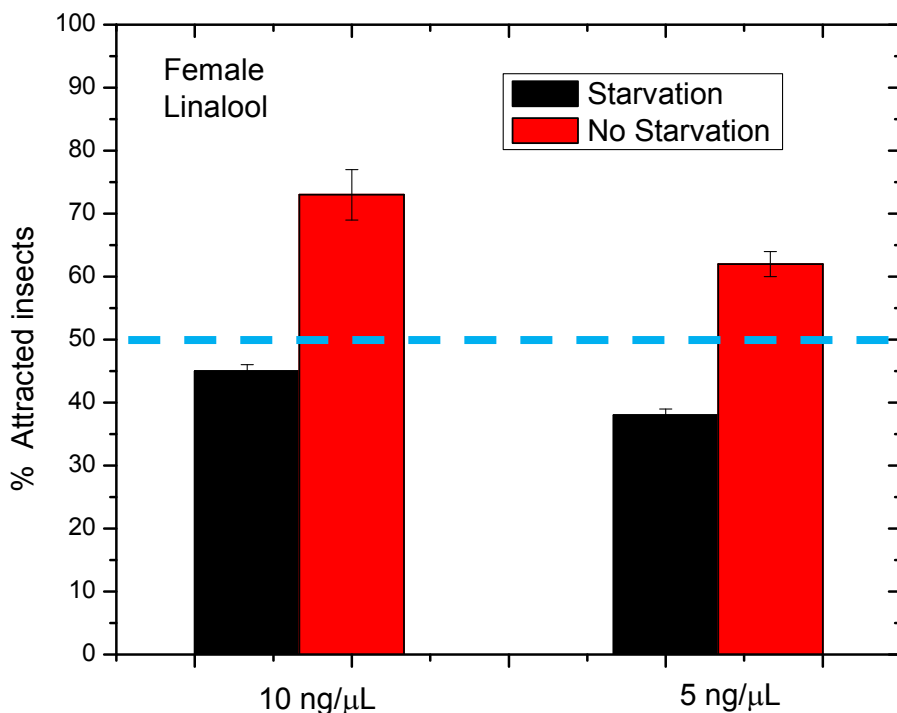 100
90
80
70
60
50
40
30
20
10
0
% Attracted insects
Female
Linalool
Starvation
No Starvation
10 ng/μL
5 ng/μL